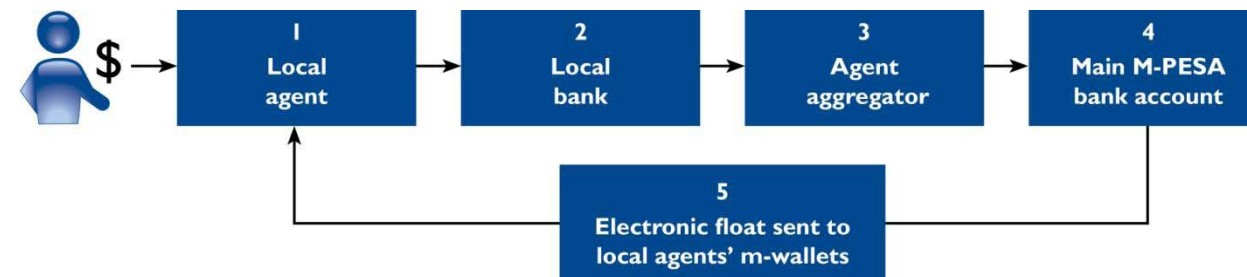 $
1
Local
agent
2
Local
bank
3
Agent
aggregator
4
Main M-PESA
bank account
5
Electronic float sent to
local agents’ m-wallets